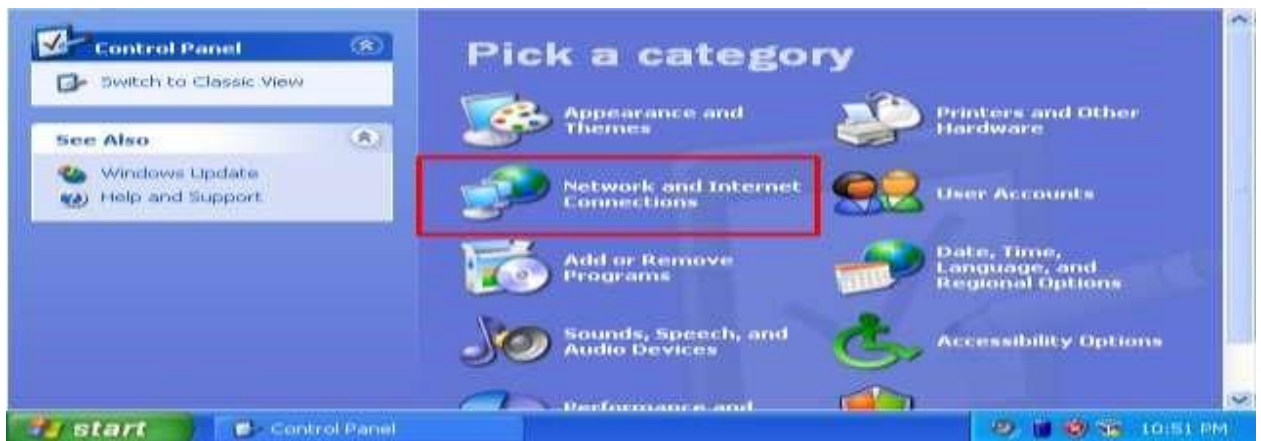 Control Panel
Switch to Classic View
See Also
Windows Update
Help and Support
Pick a category
Appearance and
Themes
Printers and Other
Hardware
Network and Internet
Connections
User Accounts
Add or Remove
Programs
Date, Time,
Language, and
Regional Options
Sounds, Speech, and
Audio Devices
Accessibility Options
Performance and
start
Control Panel
10:51 PM